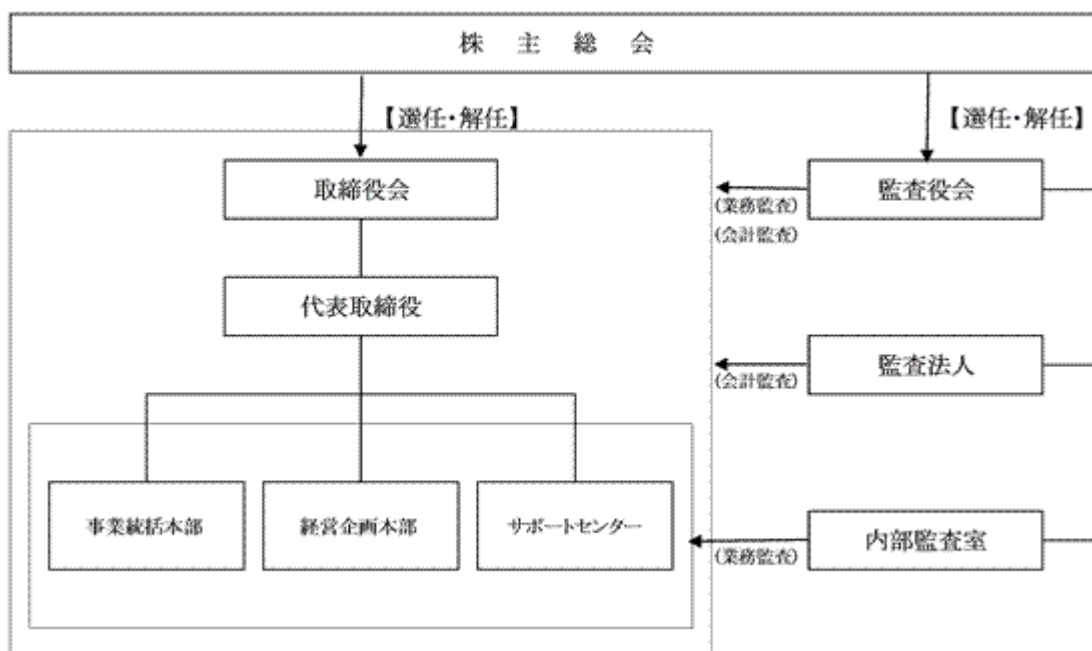 株主総会
【選任・解任】
【選任・解任】
取締役会
監査役会
(業務監査)
(会計監査)
代表取締役
監査法人
(会計監査)
事業統括本部
経営企画本部
サポートセンター
内部監査室
(業務監査)